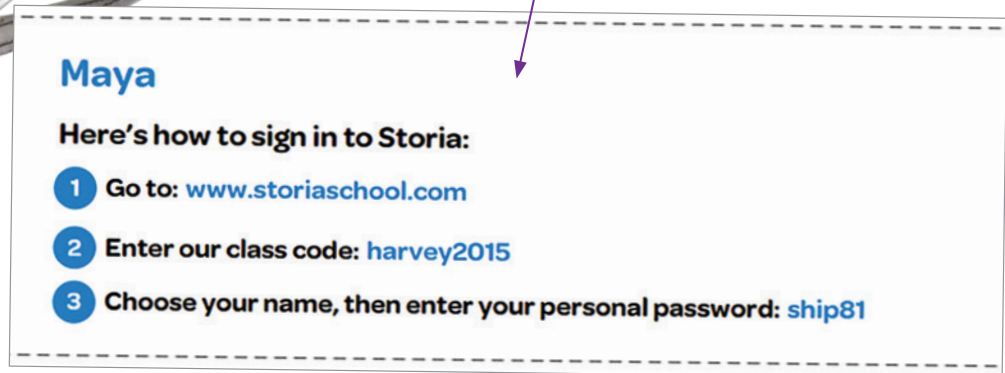 Maya
Here's how to sign in to Storia:
1 Go to: www.storiaschool.com
2 Enter our class code: harvey2015
3 Choose your name, then enter your personal password: ship81